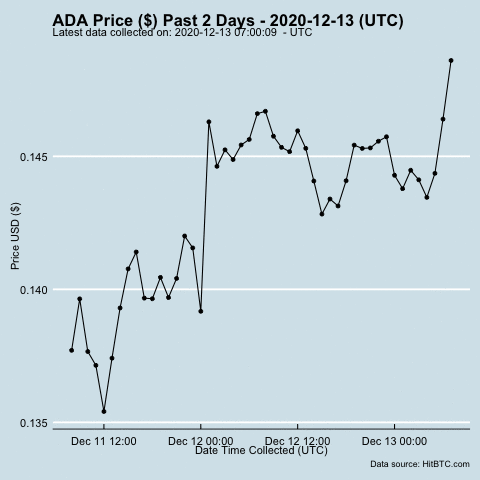 ADA Price ($) Past 2 Days - 2020-12-13 (UTC)
Latest data collected on: 2020-12-13 07:00:09  - UTC
0.145
0.140
0.135
Price USD ($)
Dec 11 12:00 Dec 12 00:00 Dec 12 12:00 Dec 13 00:00
Date Time Collected (UTC)
Data source: HitBTC.com